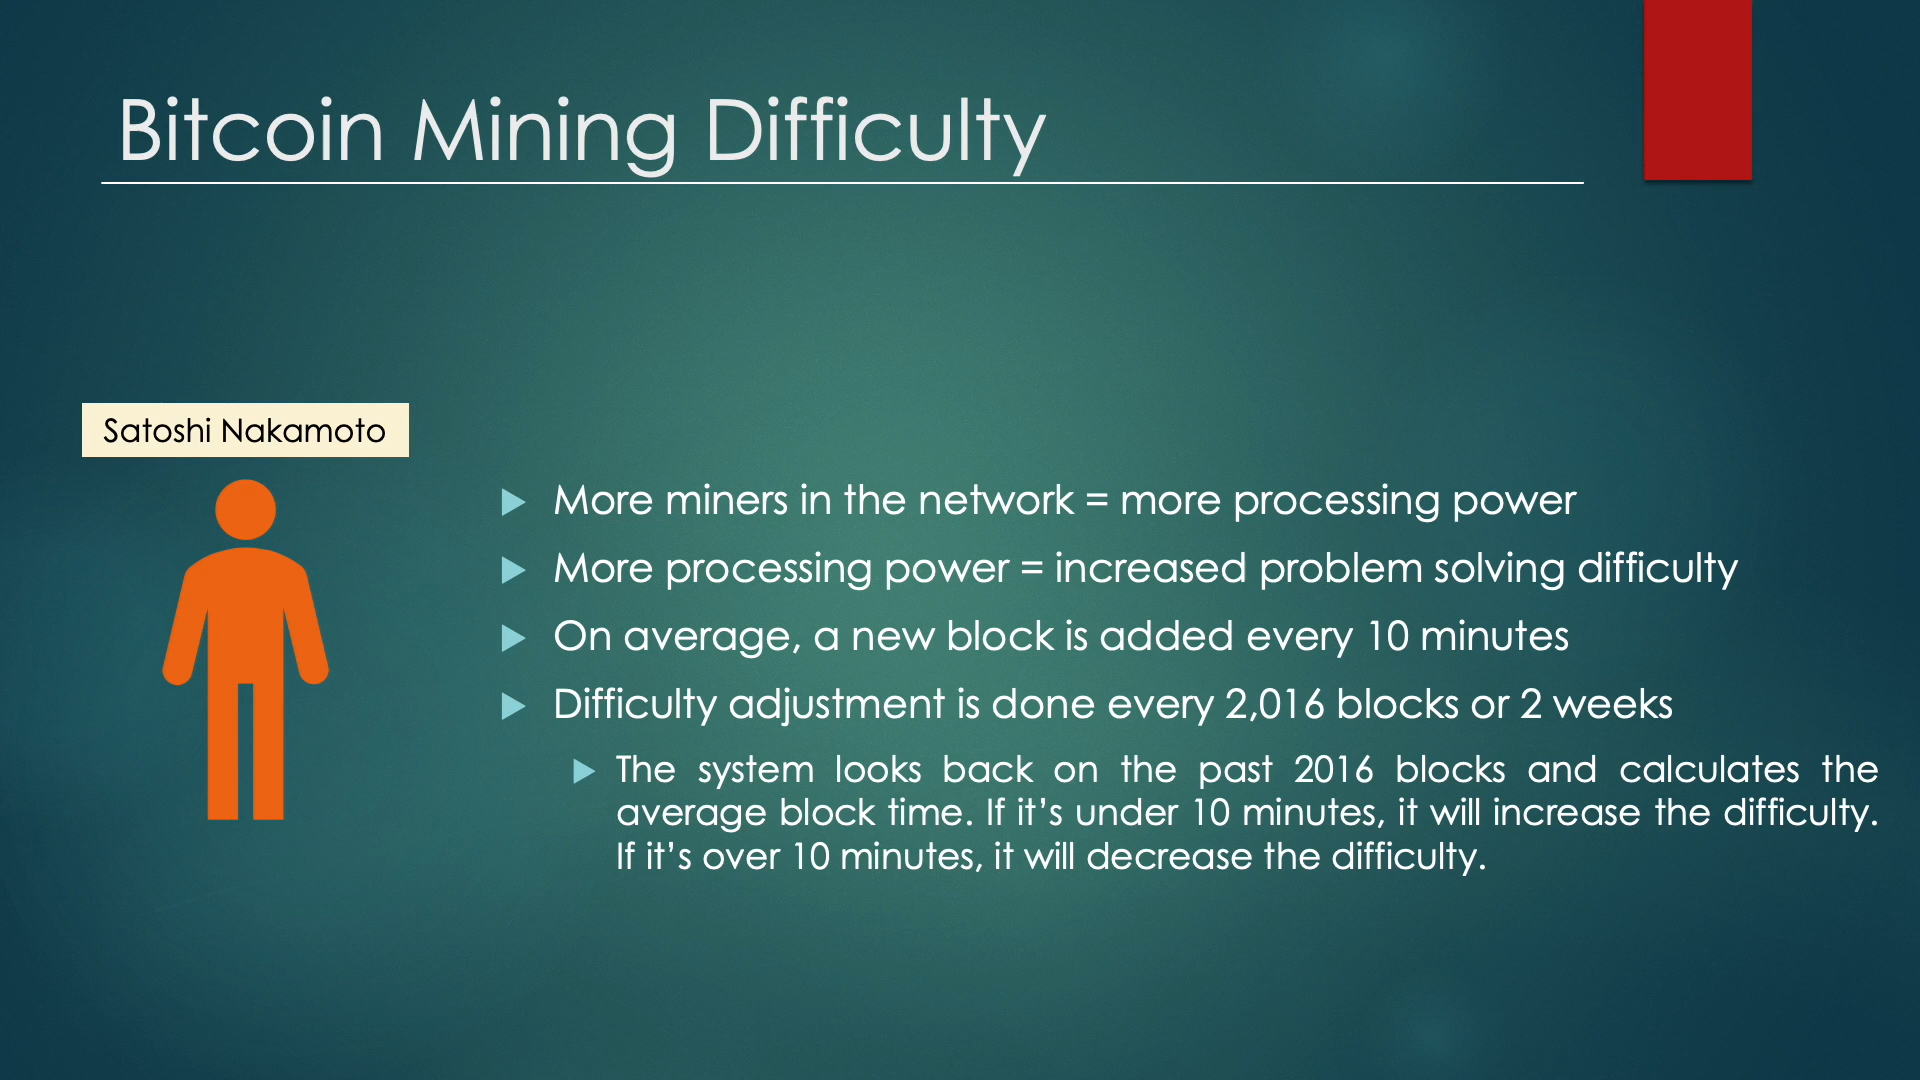 Bitcoin Mining Difficulty
Satoshi Nakamoto
More miners in the network = more processing power
More processing power = increased problem solving difficulty
On average, a new block is added every 10 minutes
Difficulty adjustment is done every 2,016 blocks or 2 weeks
The system looks back on the past 2016 blocks and calculates the
average block time. If it’s under 10 minutes, it will increase the difficulty.
If it’s over 10 minutes, it will decrease the difficulty.